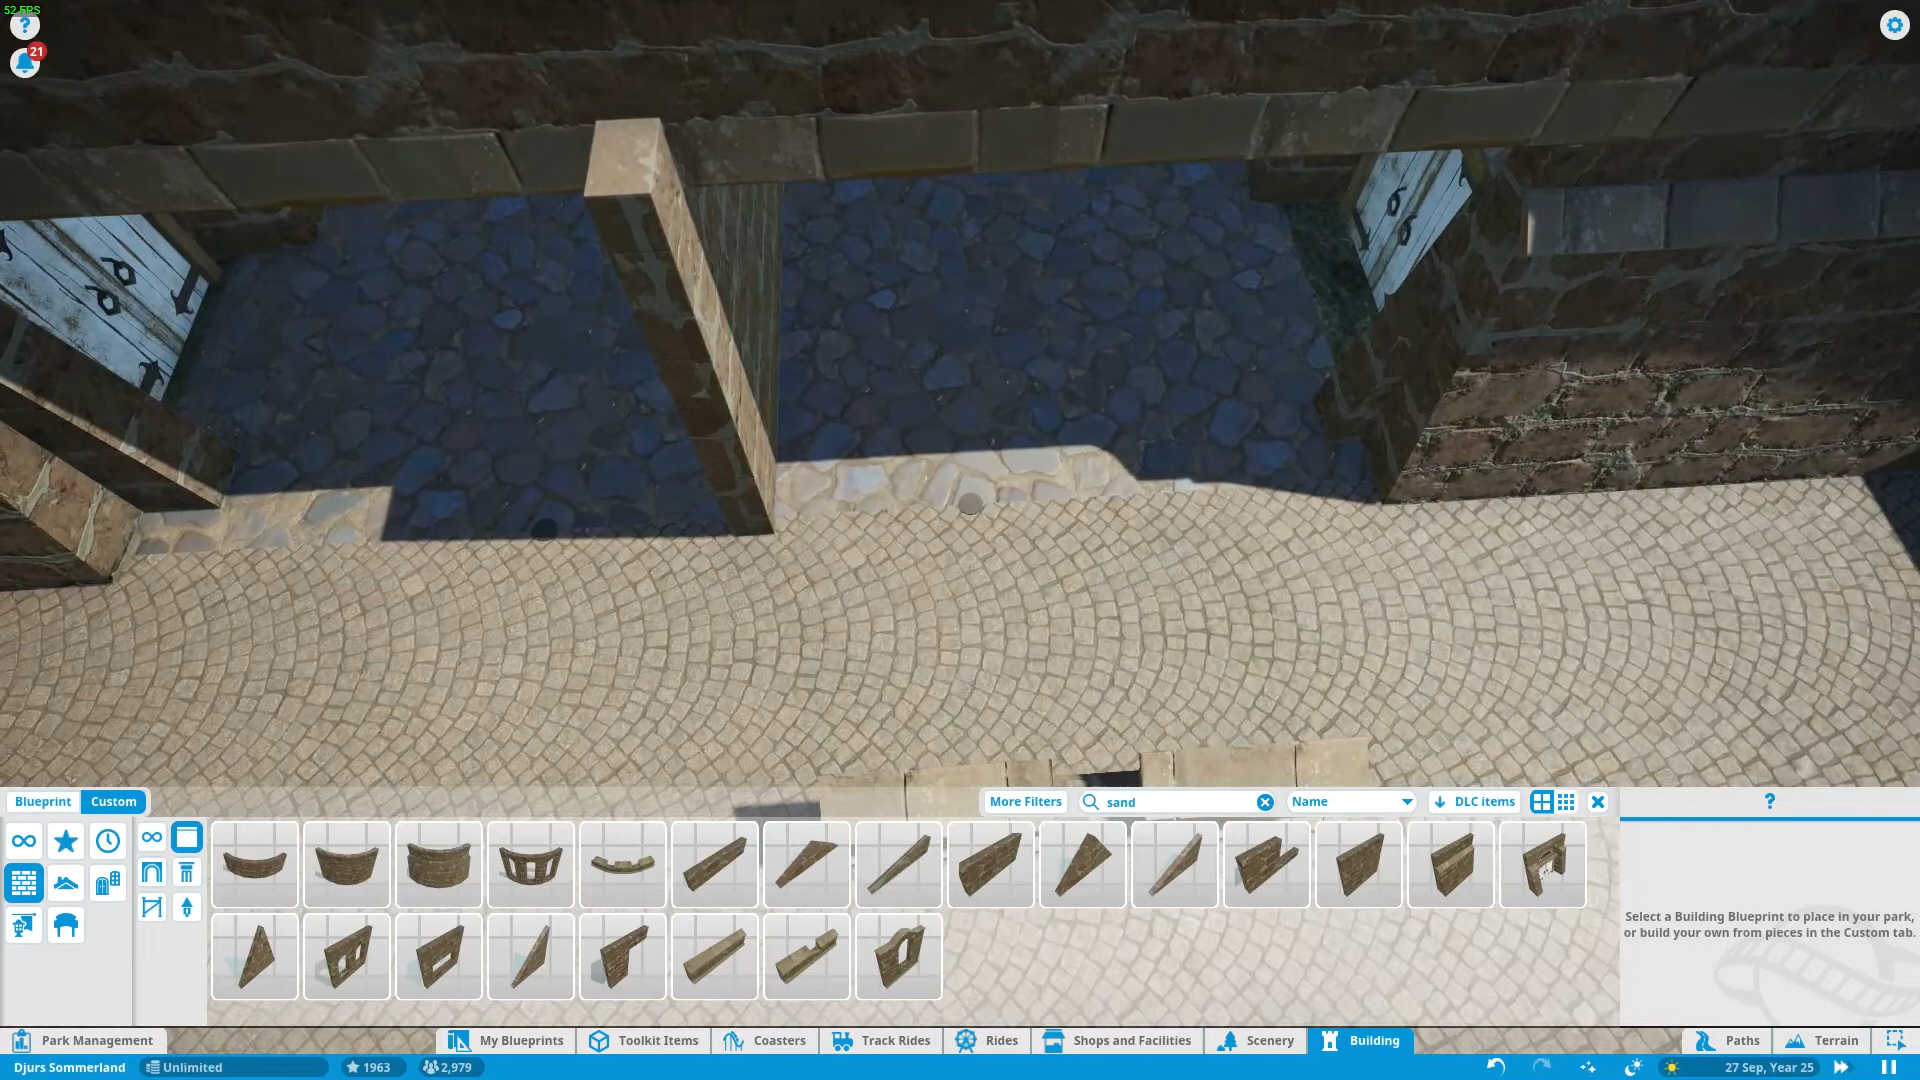 52 FPS
?
21
Blueprint
Custom
More Filters
sand
Name
DLC items
?
Select a Building Blueprint to place in your park,
or build your own from pieces in the Custom tab.
Park Management
My Blueprints
Toolkit Items
Coasters
Track Rides
Rides
Shops and Facilities
Scenery
Building
Paths
Terrain
Djurs Sommerland
Unlimited
1963
2,979
27 Sep, Year 25